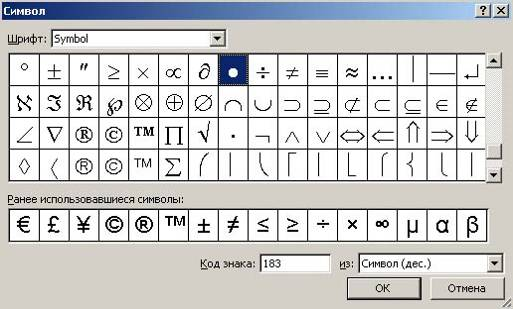 Символ
Шрифт: Symbol
° ± ″ ≥ × ∝ ∂ • ÷ ≠ ≡ ≈ … | — ↵
ℵ ℑ ℜ ℘ ⊗ ⊕ ∅ ∩ ∪ ⊃ ⊇ ⊄ ⊂ ⊆ ∈ ∉
∠ ∇ ® © ™ ∏ √ ⋅ ¬ ∧ ∨ ⇔ ⇐ ⇑ ⇒ ⇓
◊ 〈 ® © ™ ∑ ⎛ ⎜ ⎝ ⎡ ⎢ ⎣ ⎧ ⎨ ⎩
Ранее использовавшиеся символы:
€ £ ¥ © ® ™ ± ≠ ≤ ≥ ÷ × ∞ µ α β
Код знака: 183 из: Символ (дес.)
ОК Отмена